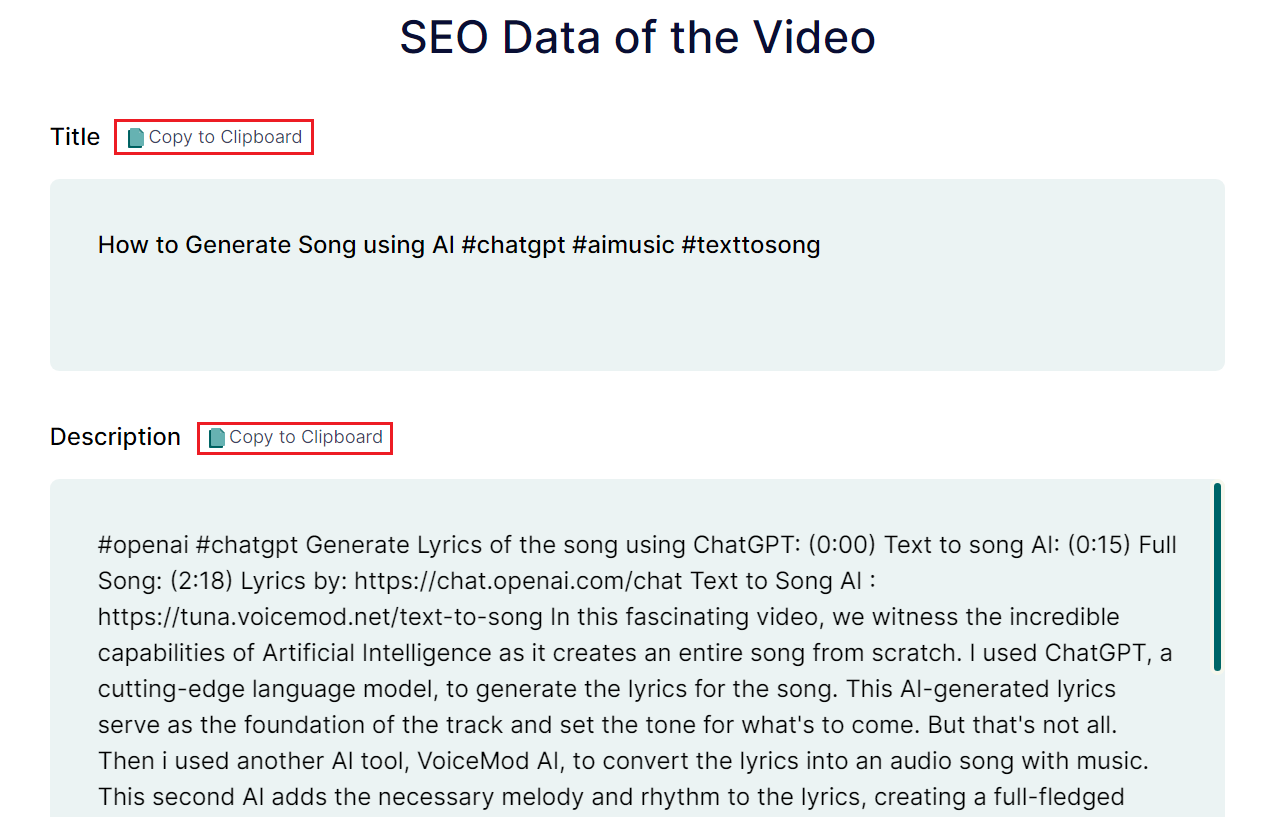 SEO Data of the Video
Title Copy to Clipboard
How to Generate Song using AI #chatgpt #aimusic #texttosong
Description Copy to Clipboard
#openai #chatgpt Generate Lyrics of the song using ChatGPT: (0:00) Text to song AI: (0:15) Full
Song: (2:18) Lyrics by: https://chat.openai.com/chat Text to Song AI :
https://tuna.voicemod.net/text-to-song In this fascinating video, we witness the incredible
capabilities of Artificial Intelligence as it creates an entire song from scratch. I used ChatGPT, a
cutting-edge language model, to generate the lyrics for the song. This AI-generated lyrics
serve as the foundation of the track and set the tone for what's to come. But that's not all.
Then i used another AI tool, VoiceMod AI, to convert the lyrics into an audio song with music.
This second AI adds the necessary melody and rhythm to the lyrics, creating a full-fledged